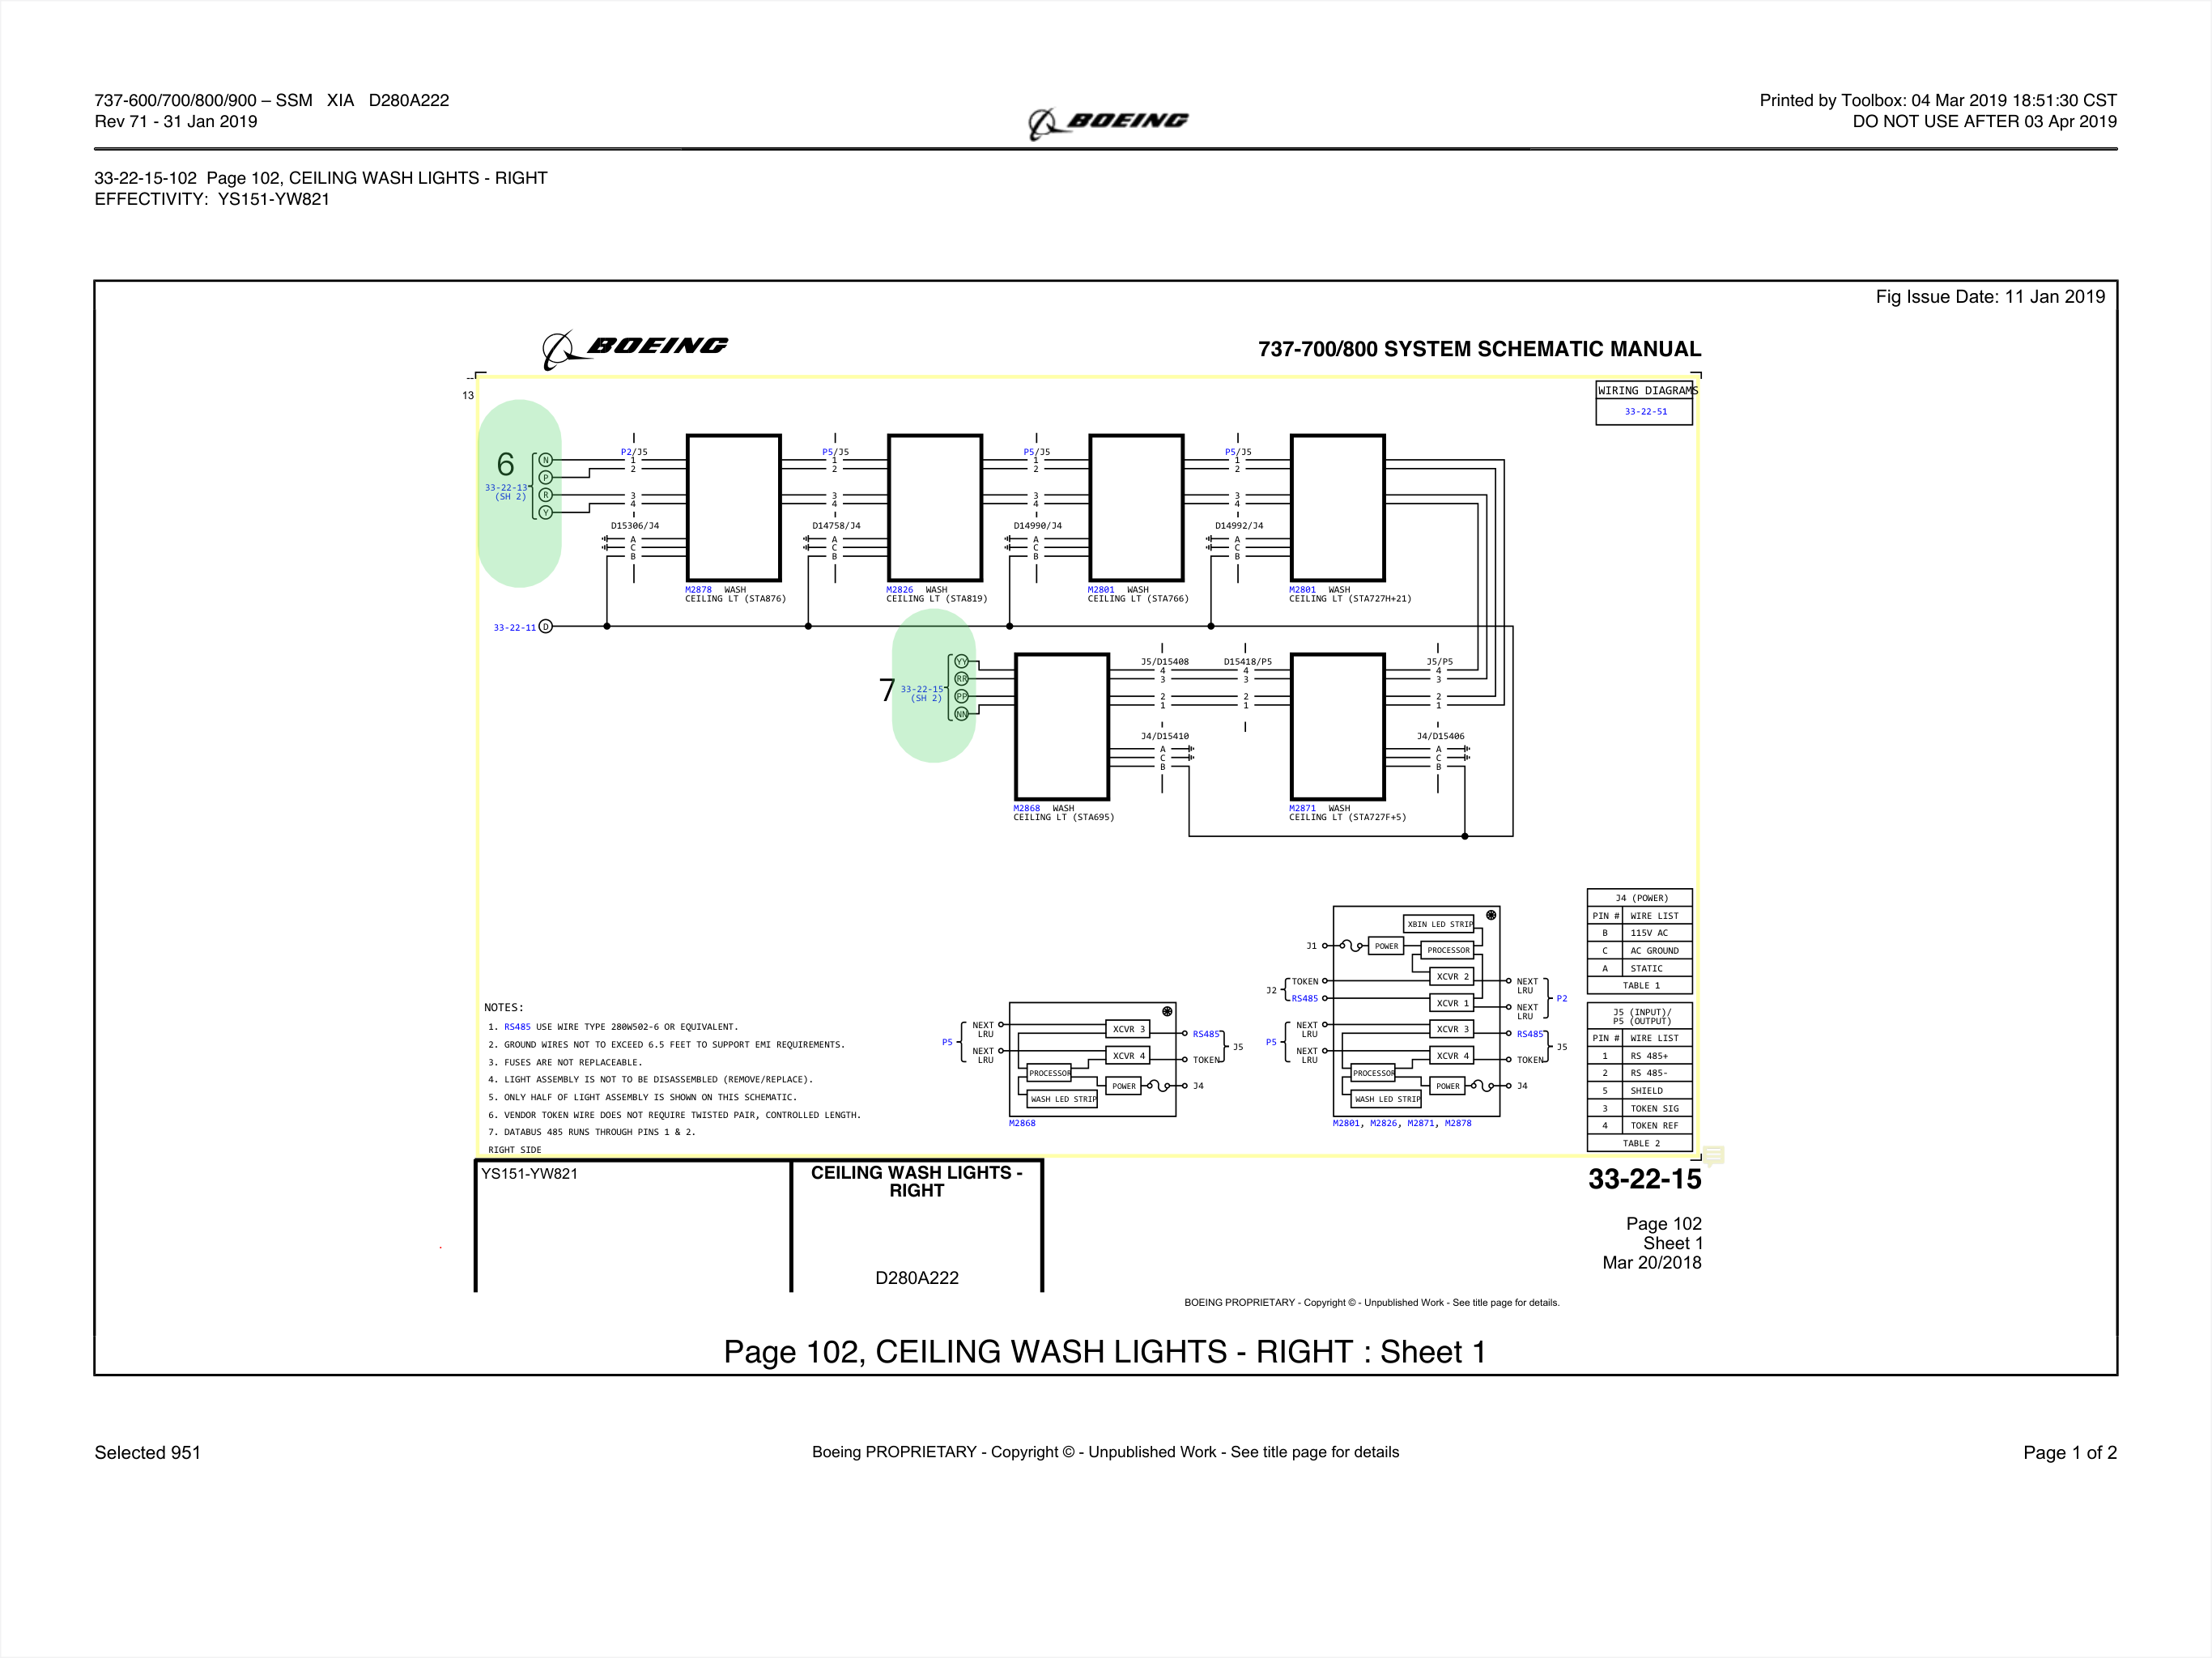 737-600/700/800/900 – SSM   XIA   D280A222
Rev 71 - 31 Jan 2019
BOEING
Printed by Toolbox: 04 Mar 2019 18:51:30 CST
DO NOT USE AFTER 03 Apr 2019
33-22-15-102  Page 102, CEILING WASH LIGHTS - RIGHT
EFFECTIVITY:  YS151-YW821
Fig Issue Date: 11 Jan 2019
BOEING
737-700/800 SYSTEM SCHEMATIC MANUAL
13
WIRING DIAGRAMS
33-22-51
6
33-22-13
(SH 2)
N
P
R
Y
P2/J5
1
2
3
4
D15306/J4
A
C
B
M2878 WASH
CEILING LT (STA876)
P5/J5
1
2
3
4
D14758/J4
A
C
B
M2826 WASH
CEILING LT (STA819)
P5/J5
1
2
3
4
D14990/J4
A
C
B
M2801 WASH
CEILING LT (STA766)
P5/J5
1
2
3
4
D14992/J4
A
C
B
M2801 WASH
CEILING LT (STA727H+21)
33-22-11 D
7
33-22-15
(SH 2)
YY
RR
PP
NN
M2868 WASH
CEILING LT (STA695)
J5/D15408
4
3
2
1
J4/D15410
A
C
B
D15418/P5
4
3
2
1
M2871 WASH
CEILING LT (STA727F+5)
J5/P5
4
3
2
1
J4/D15406
A
C
B
NOTES:
1. RS485 USE WIRE TYPE 280W502-6 OR EQUIVALENT.
2. GROUND WIRES NOT TO EXCEED 6.5 FEET TO SUPPORT EMI REQUIREMENTS.
3. FUSES ARE NOT REPLACEABLE.
4. LIGHT ASSEMBLY IS NOT TO BE DISASSEMBLED (REMOVE/REPLACE).
5. ONLY HALF OF LIGHT ASSEMBLY IS SHOWN ON THIS SCHEMATIC.
6. VENDOR TOKEN WIRE DOES NOT REQUIRE TWISTED PAIR, CONTROLLED LENGTH.
7. DATABUS 485 RUNS THROUGH PINS 1 & 2.
RIGHT SIDE
P5
NEXT
LRU
NEXT
LRU
XCVR 3
XCVR 4
PROCESSOR
POWER
WASH LED STRIP
RS485
TOKEN
J5
J4
M2868
XBIN LED STRIP
J1
POWER
PROCESSOR
XCVR 2
J2
TOKEN
RS485
XCVR 1
NEXT
LRU
NEXT
LRU
P2
P5
NEXT
LRU
NEXT
LRU
XCVR 3
XCVR 4
RS485
TOKEN
J5
PROCESSOR
POWER
J4
WASH LED STRIP
M2801, M2826, M2871, M2878
J4 (POWER)
PIN # WIRE LIST
B 115V AC
C AC GROUND
A STATIC
TABLE 1
J5 (INPUT)/
P5 (OUTPUT)
PIN # WIRE LIST
1 RS 485+
2 RS 485-
5 SHIELD
3 TOKEN SIG
4 TOKEN REF
TABLE 2
YS151-YW821
CEILING WASH LIGHTS -
RIGHT
D280A222
33-22-15
Page 102
Sheet 1
Mar 20/2018
BOEING PROPRIETARY - Copyright © - Unpublished Work - See title page for details.
Page 102, CEILING WASH LIGHTS - RIGHT : Sheet 1
Selected 951
Boeing PROPRIETARY - Copyright © - Unpublished Work - See title page for details
Page 1 of 2